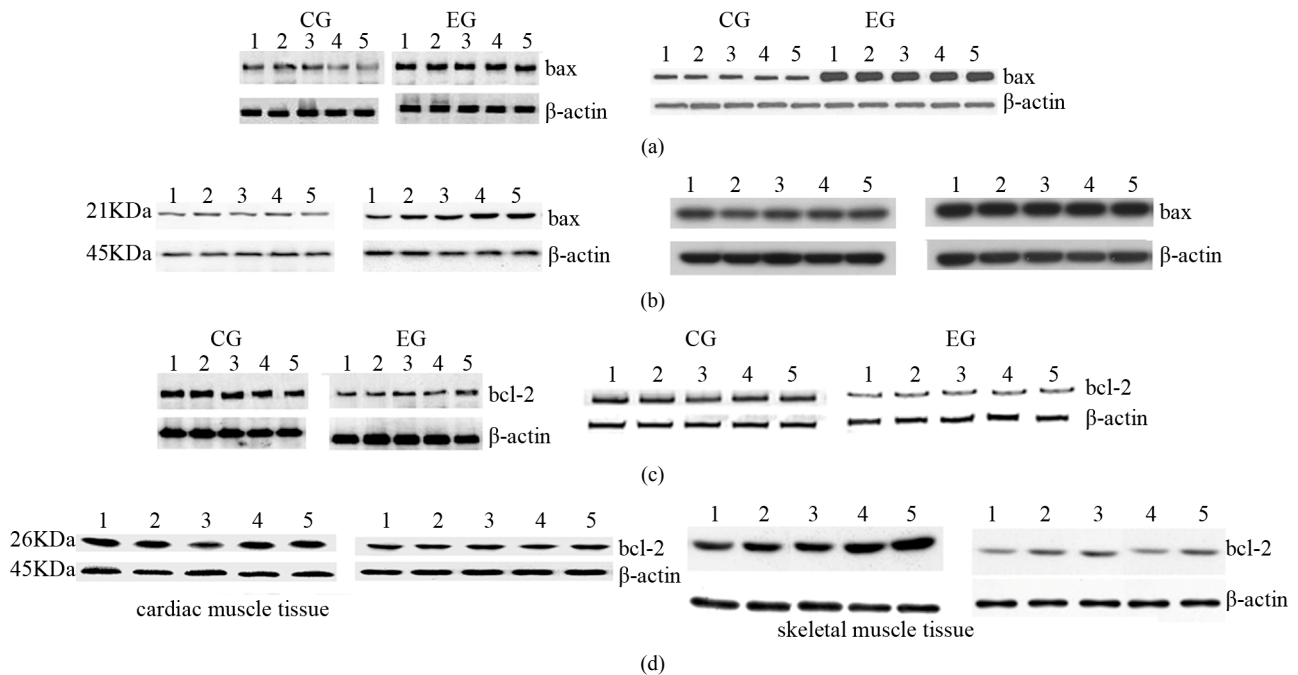 CG EG CG EG
1 2 3 4 5 1 2 3 4 5 bax 1 2 3 4 5 1 2 3 4 5 bax
β-actin β-actin
(a)
1 2 3 4 5 1 2 3 4 5 1 2 3 4 5 1 2 3 4 5
21KDa bax bax
45KDa β-actin β-actin
(b)
CG EG CG EG
1 2 3 4 5 1 2 3 4 5 1 2 3 4 5 1 2 3 4 5
bcl-2 bcl-2
β-actin β-actin
(c)
1 2 3 4 5 1 2 3 4 5 1 2 3 4 5 1 2 3 4 5
26KDa bcl-2 bcl-2
45KDa β-actin β-actin
cardiac muscle tissue skeletal muscle tissue
(d)